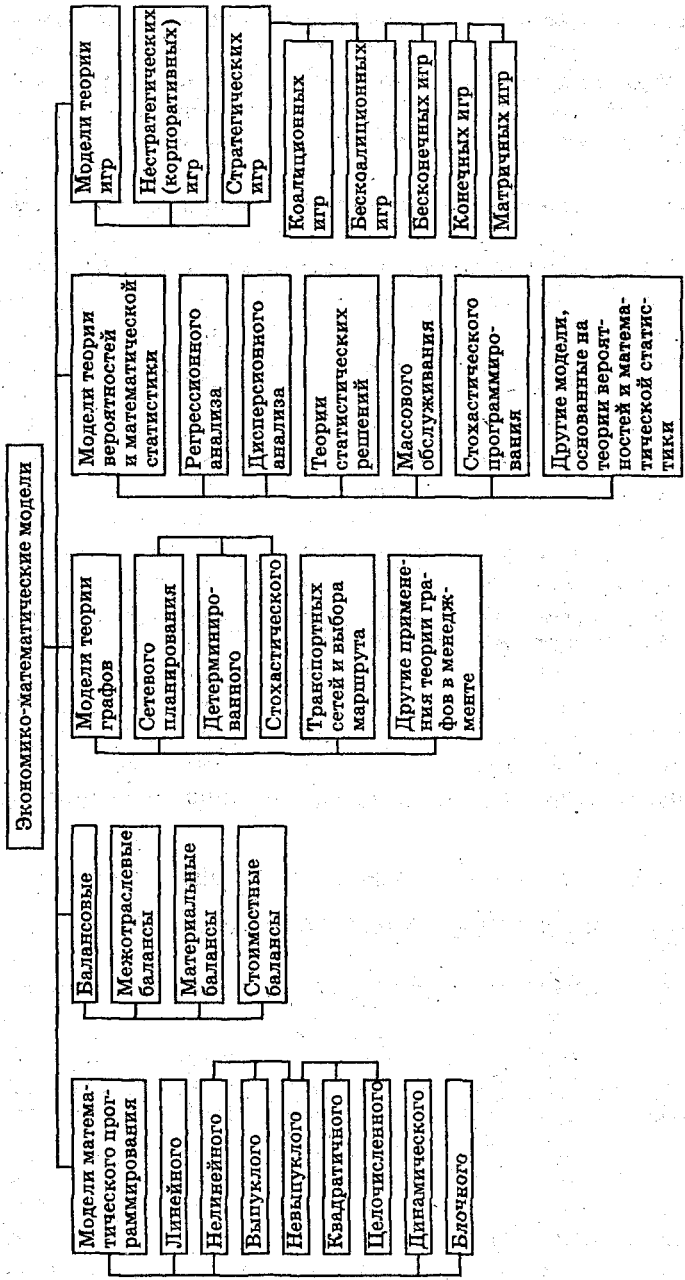 Экономико-математические модели
Модели матема-
тического прог-
раммирования
Линейного
Нелинейного
Выпуклого
Невыпуклого
Квадратичного
Целочисленного
Динамического
Блочного
Балансовые
Межотраслевые
балансы
Материальные
балансы
Стоимостные
балансы
Модели теории
графов
Сетевого
планирования
Детерминиро-
ванного
Стохастического
Транспортных
сетей и выбора
маршрута
Другие примене-
ния теории гра-
фов в менедж-
менте
Модели теории
вероятностей
и математической
статистики
Регрессионного
анализа
Дисперсионного
анализа
Теории
статистических
решений
Массового
обслуживания
Стохастического
программиро-
вания
Другие модели,
основанные на
теории вероят-
ностей и матема-
тической статис-
тики
Модели теории
игр
Нестратегических
(корпоративных)
игр
Стратегических
игр
Коалиционных
игр
Бескоалиционных
игр
Бесконечных игр
Конечных игр
Матричных игр